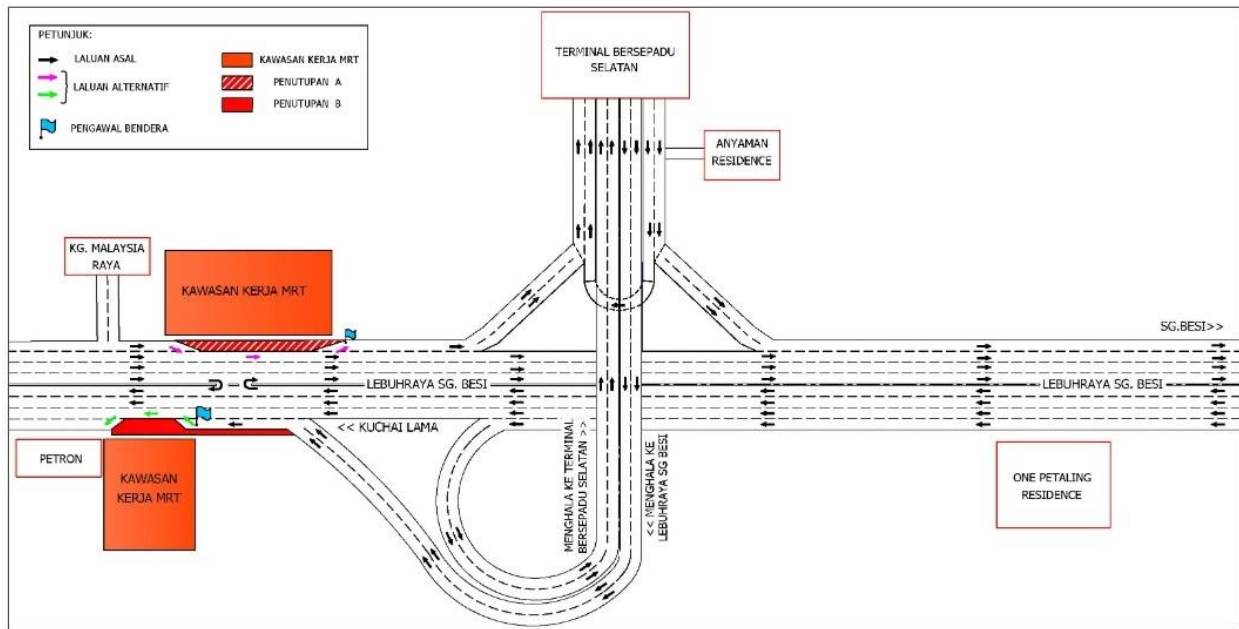 PETUNJUK:
LALUAN ASAL
LALUAN ALTERNATIF
PENGAWAL BENDERA
KAWASAN KERJA MRT
PENUTUPAN A
PENUTUPAN B
TERMINAL BERSEPADU
SELATAN
ANYAMAN
RESIDENCE
KG. MALAYSIA
RAYA
KAWASAN KERJA MRT
SG.BESI>>
LEBUHRAYA SG. BESI
LEBUHRAYA SG. BESI
<< KUCHAI LAMA
MENGHALA KE TERMINAL
BERSEPADU SELATAN >>
<< MENGHALA KE
LEBUHRAYA SG BESI
PETRON
KAWASAN
KERJA MRT
ONE PETALING
RESIDENCE